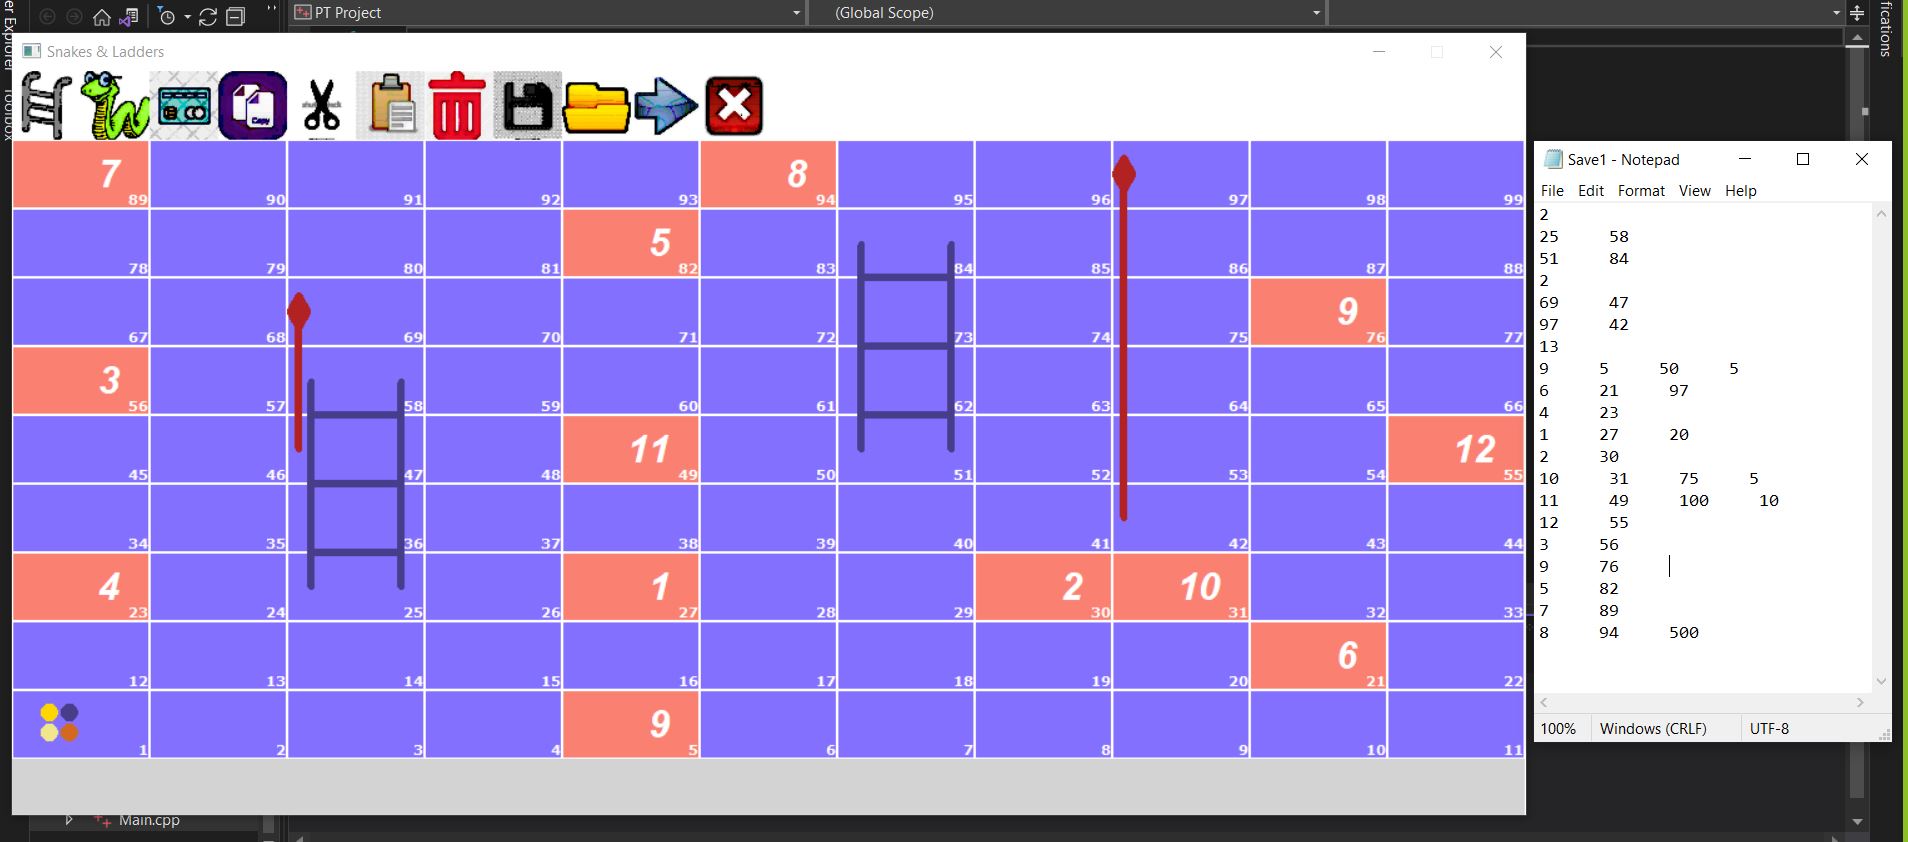 er Explorer
Toolbox
PT Project
(Global Scope)
fications
Snakes & Ladders
Copy
7 8
89 90 91 92 93 94 95 96 97 98 99
5
78 79 80 81 82 83 84 85 86 87 88
9
67 68 69 70 71 72 73 74 75 76 77
3
56 57 58 59 60 61 62 63 64 65 66
11 12
45 46 47 48 49 50 51 52 53 54 55
34 35 36 37 38 39 40 41 42 43 44
4 1 2 10
23 24 25 26 27 28 29 30 31 32 33
6
12 13 14 15 16 17 18 19 20 21 22
9
1 2 3 4 5 6 7 8 9 10 11
Main.cpp
Save1 - Notepad
File Edit Format View Help
2
25 58
51 84
2
69 47
97 42
13
9 5 50 5
6 21 97
4 23
1 27 20
2 30
10 31 75 5
11 49 100 10
12 55
3 56
9 76
5 82
7 89
8 94 500
100% Windows (CRLF) UTF-8